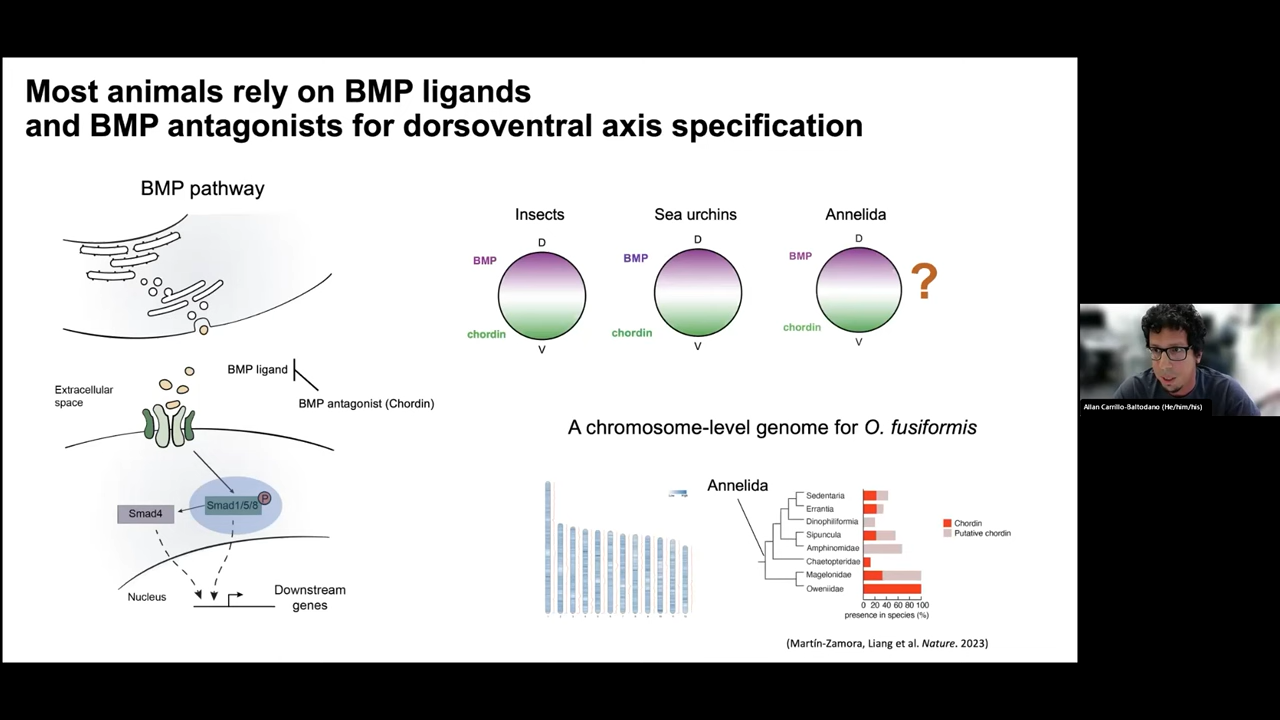 Most animals rely on BMP ligands
and BMP antagonists for dorsoventral axis specification
BMP pathway
Extracellular
space
BMP ligand
BMP antagonist (Chordin)
Smad4
Smad1/5/8
P
Nucleus
Downstream
genes
Insects
D
BMP
chordin
V
Sea urchins
D
BMP
chordin
V
Annelida
D
BMP
chordin
V
?
A chromosome-level genome for O. fusiformis
Annelida
Sedentaria
Errantia
Dinophiliformia
Sipuncula
Amphinomidae
Chaetopteridae
Magelonidae
Oweniidae
0 20 40 60 80 100
presence in species (%)
Chordin
Putative chordin
(Martín-Zamora, Liang et al. Nature. 2023)
Allan Carrillo-Baltodano (He/him/his)